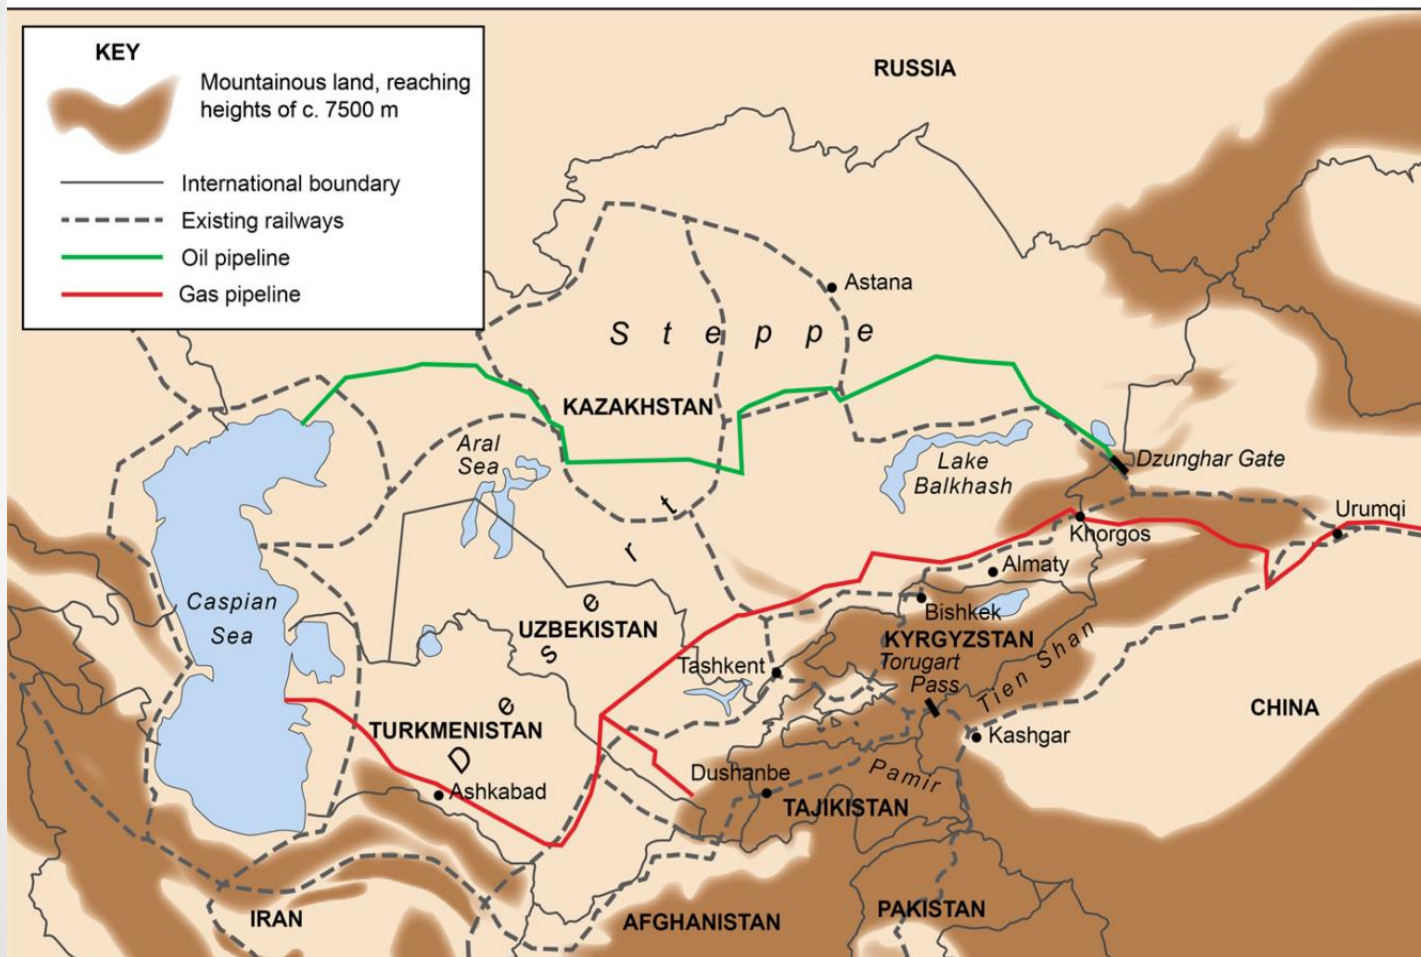 KEY
Mountainous land, reaching
heights of c. 7500 m
International boundary
Existing railways
Oil pipeline
Gas pipeline
RUSSIA
Astana
Steppe
KAZAKHSTAN
Aral
Sea
Lake
Balkhash
Dzunghar Gate
Urumqi
Khorgos
Almaty
Caspian
Sea
Bishkek
UZBEKISTAN
KYRGYZSTAN
Tashkent
Torugart
Pass
Tien Shan
CHINA
TURKMENISTAN
Desert
Kashgar
Dushanbe
Pamir
Ashkabad
TAJIKISTAN
IRAN
AFGHANISTAN
PAKISTAN